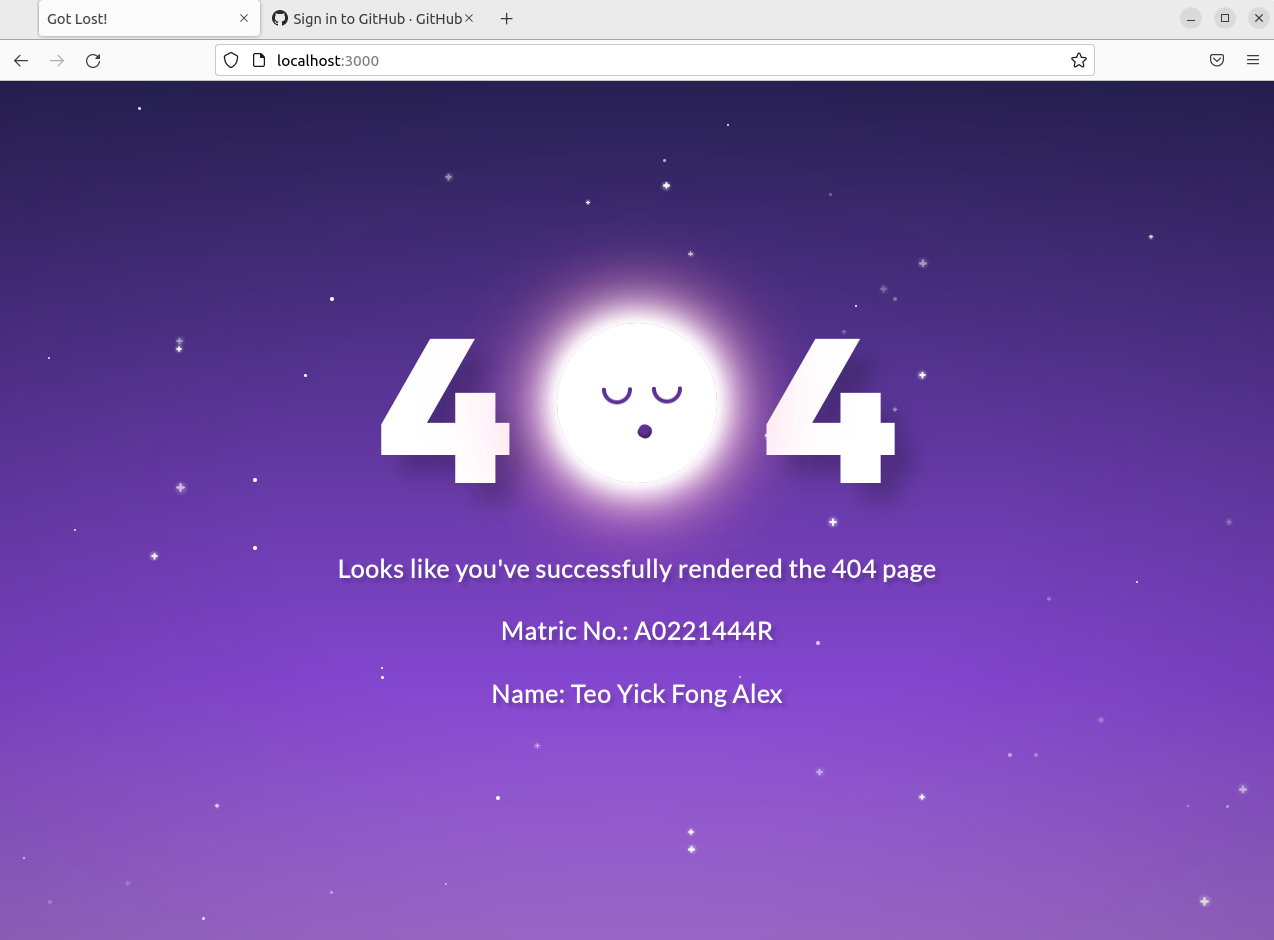 Got Lost!
Sign in to GitHub · GitHub
localhost:3000
4 4
Looks like you've successfully rendered the 404 page
Matric No.: A0221444R
Name: Teo Yick Fong Alex